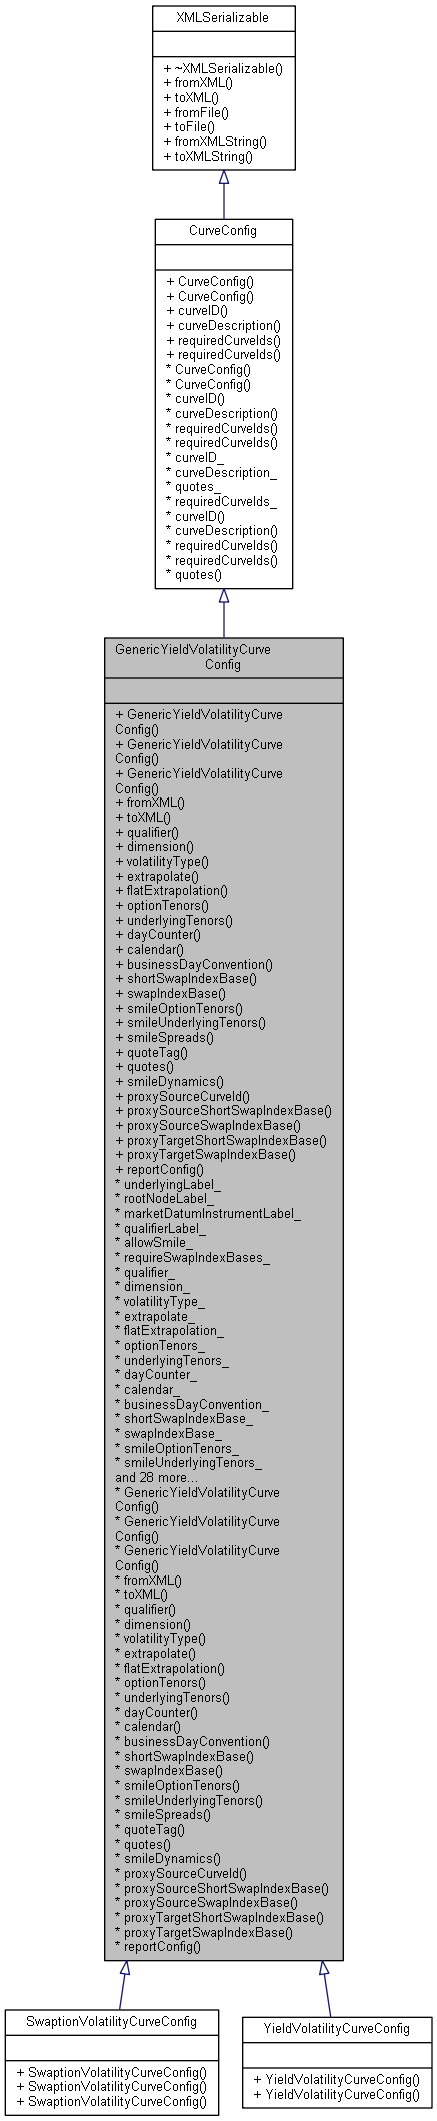 XMLSerializable
+ ~XMLSerializable()
+ fromXML()
+ toXML()
+ fromFile()
+ toFile()
+ fromXMLString()
+ toXMLString()
CurveConfig
+ CurveConfig()
+ CurveConfig()
+ curveID()
+ curveDescription()
+ requiredCurveIds()
+ requiredCurveIds()
* CurveConfig()
* CurveConfig()
* curveID()
* curveDescription()
* requiredCurveIds()
* requiredCurveIds()
* curveID_
* curveDescription_
* quotes_
* requiredCurveIds_
* curveID()
* curveDescription()
* requiredCurveIds()
* requiredCurveIds()
* quotes()
GenericYieldVolatilityCurve
Config
+ GenericYieldVolatilityCurve
Config()
+ GenericYieldVolatilityCurve
Config()
+ GenericYieldVolatilityCurve
Config()
+ fromXML()
+ toXML()
+ qualifier()
+ dimension()
+ volatilityType()
+ extrapolate()
+ flatExtrapolation()
+ optionTenors()
+ underlyingTenors()
+ dayCounter()
+ calendar()
+ businessDayConvention()
+ shortSwapIndexBase()
+ swapIndexBase()
+ smileOptionTenors()
+ smileUnderlyingTenors()
+ smileSpreads()
+ quoteTag()
+ quotes()
+ smileDynamics()
+ proxySourceCurveId()
+ proxySourceShortSwapIndexBase()
+ proxySourceSwapIndexBase()
+ proxyTargetShortSwapIndexBase()
+ proxyTargetSwapIndexBase()
+ reportConfig()
* underlyingLabel_
* rootNodeLabel_
* marketDatumInstrumentLabel_
* qualifierLabel_
* allowSmile_
* requireSwapIndexBases_
* qualifier_
* dimension_
* volatilityType_
* extrapolate_
* flatExtrapolation_
* optionTenors_
* underlyingTenors_
* dayCounter_
* calendar_
* businessDayConvention_
* shortSwapIndexBase_
* swapIndexBase_
* smileOptionTenors_
* smileUnderlyingTenors_
and 28 more...
* GenericYieldVolatilityCurve
Config()
* GenericYieldVolatilityCurve
Config()
* GenericYieldVolatilityCurve
Config()
* fromXML()
* toXML()
* qualifier()
* dimension()
* volatilityType()
* extrapolate()
* flatExtrapolation()
* optionTenors()
* underlyingTenors()
* dayCounter()
* calendar()
* businessDayConvention()
* shortSwapIndexBase()
* swapIndexBase()
* smileOptionTenors()
* smileUnderlyingTenors()
* smileSpreads()
* quoteTag()
* quotes()
* smileDynamics()
* proxySourceCurveId()
* proxySourceShortSwapIndexBase()
* proxySourceSwapIndexBase()
* proxyTargetShortSwapIndexBase()
* proxyTargetSwapIndexBase()
* reportConfig()
SwaptionVolatilityCurveConfig
+ SwaptionVolatilityCurveConfig()
+ SwaptionVolatilityCurveConfig()
+ SwaptionVolatilityCurveConfig()
YieldVolatilityCurveConfig
+ YieldVolatilityCurveConfig()
+ YieldVolatilityCurveConfig()